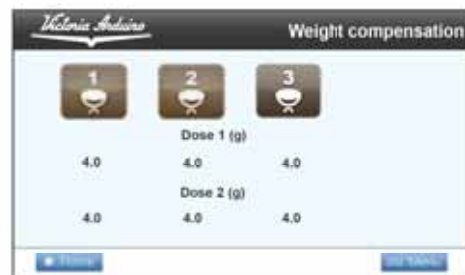 Victoria Arduino
Weight compensation
1 2 3
Dose 1 (g)
4.0 4.0 4.0
Dose 2 (g)
4.0 4.0 4.0
Home